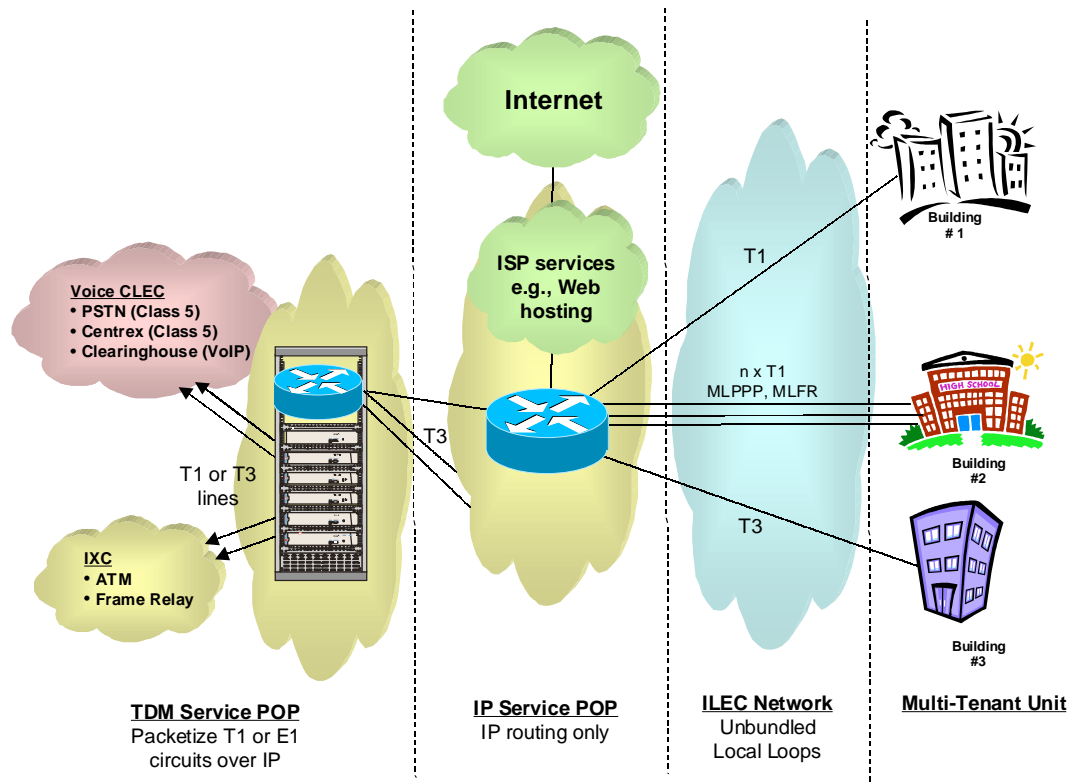 Internet
ISP services
e.g., Web
hosting
Voice CLEC
• PSTN (Class 5)
• Centrex (Class 5)
• Clearinghouse (VoIP)
T1 or T3
lines
IXC
• ATM
• Frame Relay
T3
T1
n x T1
MLPPP, MLFR
T3
Building
# 1
HIGH SCHOOL
Building
#2
Building
#3
TDM Service POP
Packetize T1 or E1
circuits over IP
IP Service POP
IP routing only
ILEC Network
Unbundled
Local Loops
Multi-Tenant Unit